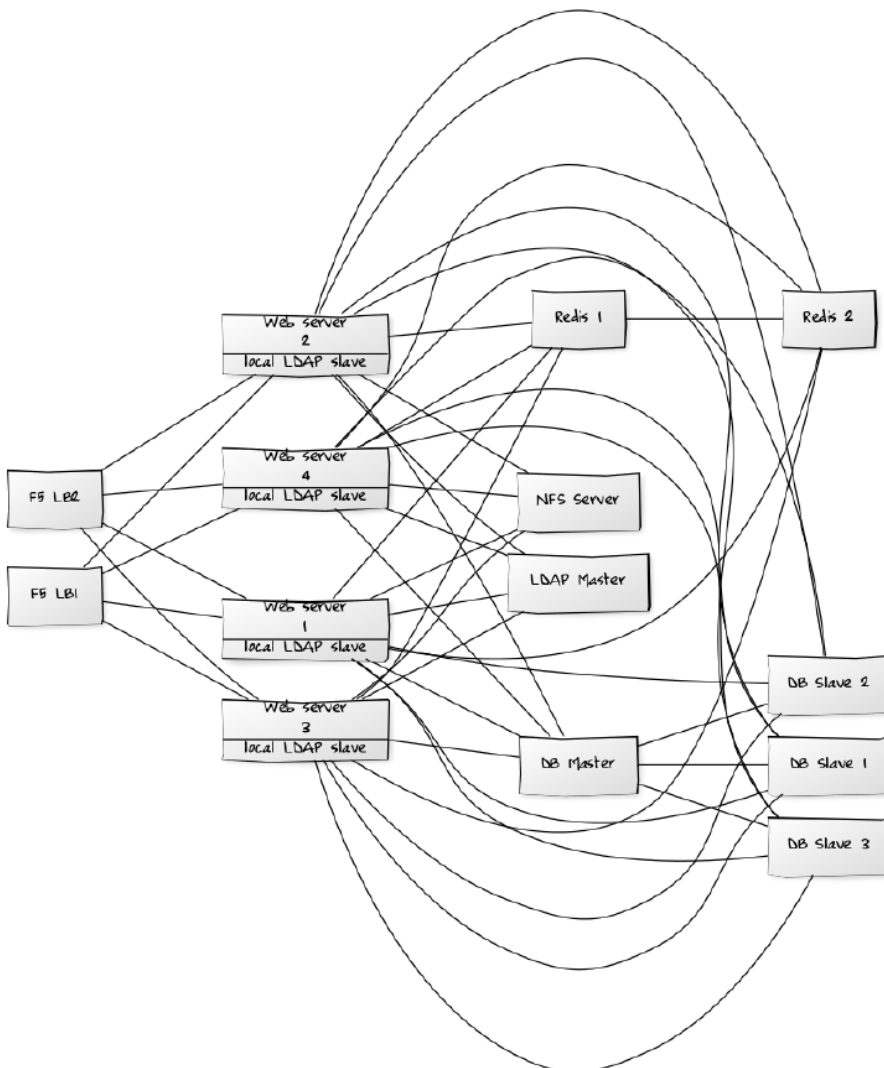 Web server
2
local LDAP slave
Redis 1
Redis 2
Web server
4
local LDAP slave
F5 LB2
NFS Server
F5 LB1
LDAP Master
Web server
1
local LDAP slave
DB Slave 2
Web server
3
local LDAP slave
DB Master
DB Slave 1
DB Slave 3